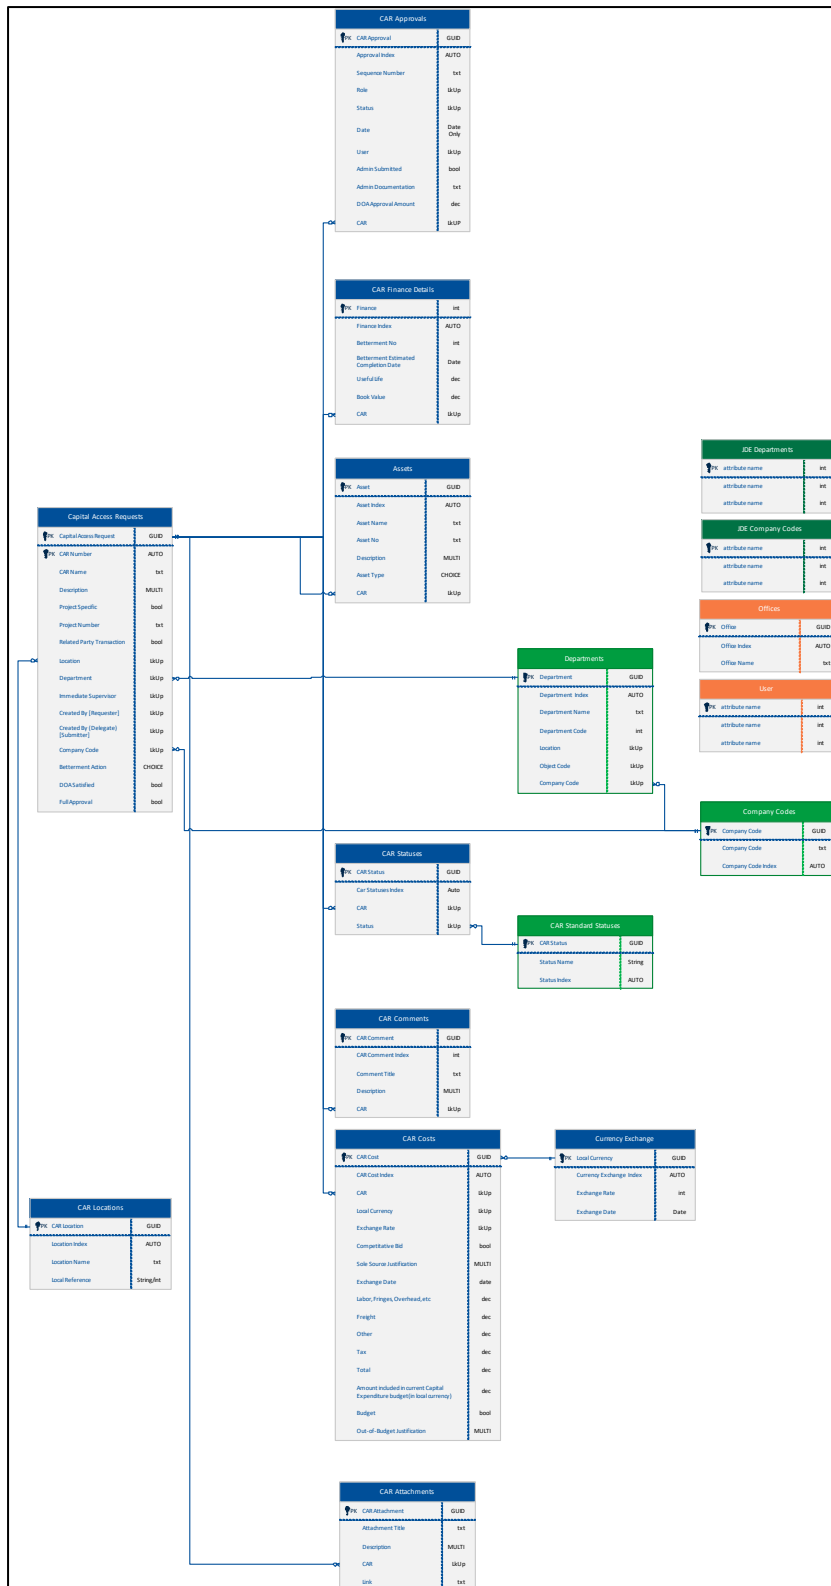 CAR Approvals
PK CAR Approval GUID
Approval Index AUTO
Sequence Number txt
Role LkUp
Status LkUp
Date Date
Only
User LkUp
Admin Submitted bool
Admin Documentation txt
DOA Approval Amount dec
CAR LkUP
CAR Finance Details
PK Finance int
Finance Index AUTO
Betterment No int
Betterment Estimated
Completion Date Date
Useful Life dec
Book Value dec
CAR LkUp
Assets
PK Asset GUID
Asset Index AUTO
Asset Name txt
Asset No txt
Description MULTI
Asset Type CHOICE
CAR LkUp
JDE Departments
PK attribute name int
attribute name int
attribute name int
JDE Company Codes
PK attribute name int
attribute name int
attribute name int
Offices
PK Office GUID
Office Index AUTO
Office Name txt
User
PK attribute name int
attribute name int
attribute name int
Capital Access Requests
PK Capital Access Request GUID
PK CAR Number AUTO
CAR Name txt
Description MULTI
Project Specific bool
Project Number txt
Related Party Transaction bool
Location LkUp
Department LkUp
Immediate Supervisor LkUp
Created By [Requester] LkUp
Created By (Delegate)
[Submitter] LkUp
Company Code LkUp
Betterment Action CHOICE
DOA Satisfied bool
Full Approval bool
Departments
PK Department GUID
Department Index AUTO
Department Name txt
Department Code int
Location LkUp
Object Code LkUp
Company Code LkUp
Company Codes
PK Company Code GUID
Company Code txt
Company Code Index AUTO
CAR Statuses
PK CAR Status GUID
Car Statuses Index Auto
CAR LkUp
Status LkUp
CAR Standard Statuses
PK CAR Status GUID
Status Name String
Status Index AUTO
CAR Comments
PK CAR Comment GUID
CAR Comment Index int
Comment Title txt
Description MULTI
CAR LkUp
CAR Costs
PK CAR Cost GUID
CAR Cost Index AUTO
CAR LkUp
Local Currency LkUp
Exchange Rate LkUp
Competitative Bid bool
Sole Source Justification MULTI
Exchange Date date
Labor, Fringes, Overhead, etc dec
Freight dec
Other dec
Tax dec
Total dec
Amount included in current Capital
Expenditure budget (in local currency) dec
Budget bool
Out-of-Budget Justification MULTI
Currency Exchange
PK Local Currency GUID
Currency Exchange Index AUTO
Exchange Rate int
Exchange Date Date
CAR Locations
PK CAR Location GUID
Location Index AUTO
Location Name txt
Local Reference String/int
CAR Attachments
PK CAR Attachment GUID
Attachment Title txt
Description MULTI
CAR LkUp
Link txt